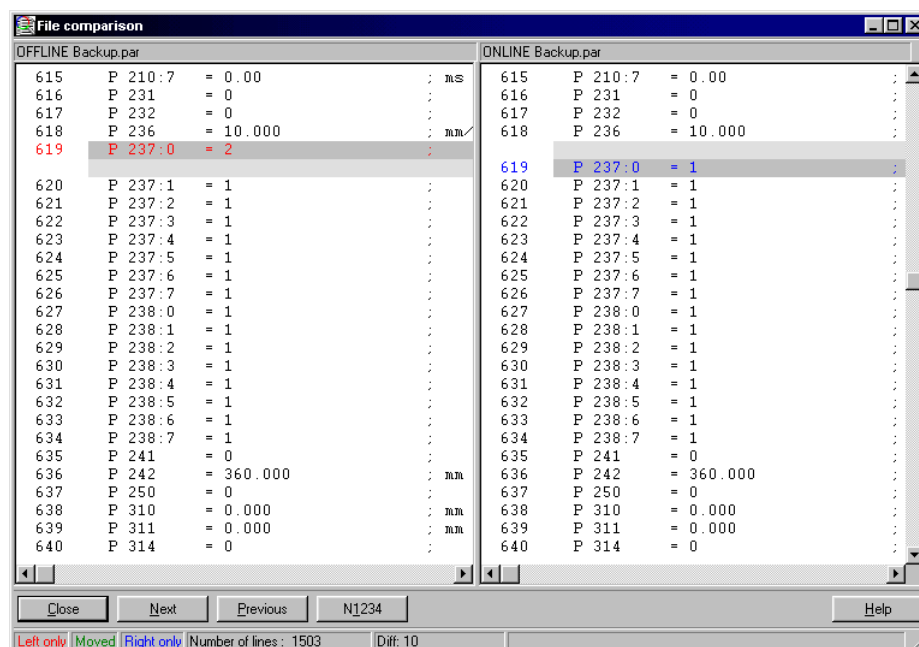 File comparison
OFFLINE Backup.par
615 P 210:7 = 0.00 ; ms
616 P 231 = 0 ;
617 P 232 = 0 ;
618 P 236 = 10.000 ; mm/
619 P 237:0 = 2 ;
620 P 237:1 = 1 ;
621 P 237:2 = 1 ;
622 P 237:3 = 1 ;
623 P 237:4 = 1 ;
624 P 237:5 = 1 ;
625 P 237:6 = 1 ;
626 P 237:7 = 1 ;
627 P 238:0 = 1 ;
628 P 238:1 = 1 ;
629 P 238:2 = 1 ;
630 P 238:3 = 1 ;
631 P 238:4 = 1 ;
632 P 238:5 = 1 ;
633 P 238:6 = 1 ;
634 P 238:7 = 1 ;
635 P 241 = 0 ;
636 P 242 = 360.000 ; mm
637 P 250 = 0 ;
638 P 310 = 0.000 ; mm
639 P 311 = 0.000 ; mm
640 P 314 = 0 ;
ONLINE Backup.par
615 P 210:7 = 0.00 ;
616 P 231 = 0 ;
617 P 232 = 0 ;
618 P 236 = 10.000 ;
619 P 237:0 = 1 ;
620 P 237:1 = 1 ;
621 P 237:2 = 1 ;
622 P 237:3 = 1 ;
623 P 237:4 = 1 ;
624 P 237:5 = 1 ;
625 P 237:6 = 1 ;
626 P 237:7 = 1 ;
627 P 238:0 = 1 ;
628 P 238:1 = 1 ;
629 P 238:2 = 1 ;
630 P 238:3 = 1 ;
631 P 238:4 = 1 ;
632 P 238:5 = 1 ;
633 P 238:6 = 1 ;
634 P 238:7 = 1 ;
635 P 241 = 0 ;
636 P 242 = 360.000 ;
637 P 250 = 0 ;
638 P 310 = 0.000 ;
639 P 311 = 0.000 ;
640 P 314 = 0 ;
Close Next Previous N1234 Help
Left only Moved Right only Number of lines : 1503 Diff: 10